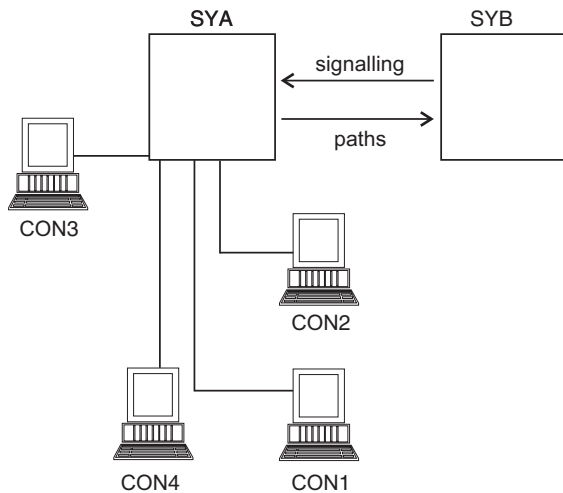 SYA
SYB
signalling
paths
CON3
CON2
CON4
CON1